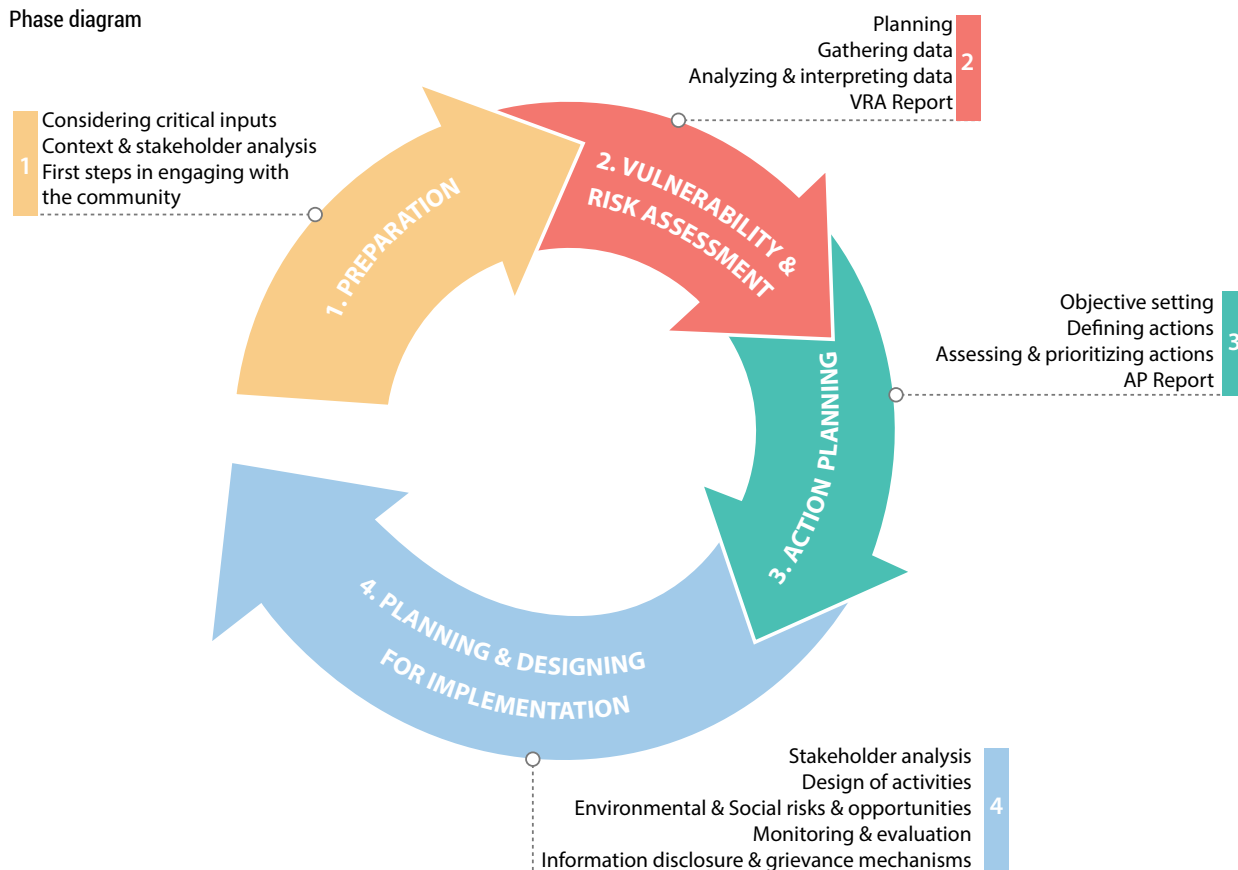 Phase diagram
1
Considering critical inputs
Context & stakeholder analysis
First steps in engaging with
the community
Planning
Gathering data
Analyzing & interpreting data
VRA Report
2
1. PREPARATION
2. VULNERABILITY &
RISK ASSESSMENT
Objective setting
Defining actions
Assessing & prioritizing actions
AP Report
3
3. ACTION PLANNING
4. PLANNING & DESIGNING
FOR IMPLEMENTATION
Stakeholder analysis
Design of activities
Environmental & Social risks & opportunities
Monitoring & evaluation
Information disclosure & grievance mechanisms
4